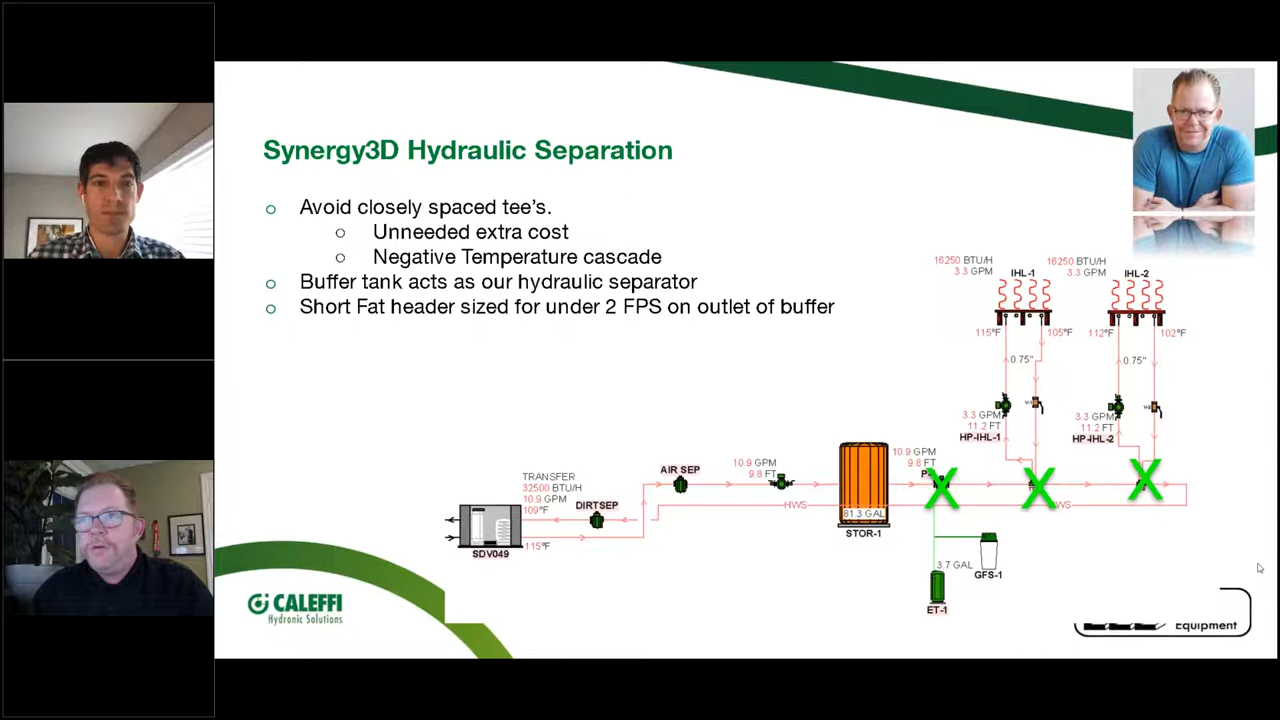 Synergy3D Hydraulic Separation
Avoid closely spaced tee's.
Unneeded extra cost
Negative Temperature cascade
Buffer tank acts as our hydraulic separator
Short Fat header sized for under 2 FPS on outlet of buffer
16250 BTU/H
3.3 GPM
IHL-1
16250 BTU/H
3.3 GPM
IHL-2
115°F
105°F
112°F
102°F
0.75"
0.75"
3.3 GPM
11.2 FT
HP-IHL-1
3.3 GPM
11.2 FT
HP-IHL-2
TRANSFER
32500 BTU/H
10.9 GPM
109°F
DIRTSEP
115°F
SDV049
AIR SEP
10.9 GPM
9.8 FT
HWS
81.3 GAL
STOR-1
10.9 GPM
9.8 FT
3.7 GAL
ET-1
GFS-1
CALEFFI
Hydronic Solutions
Equipment